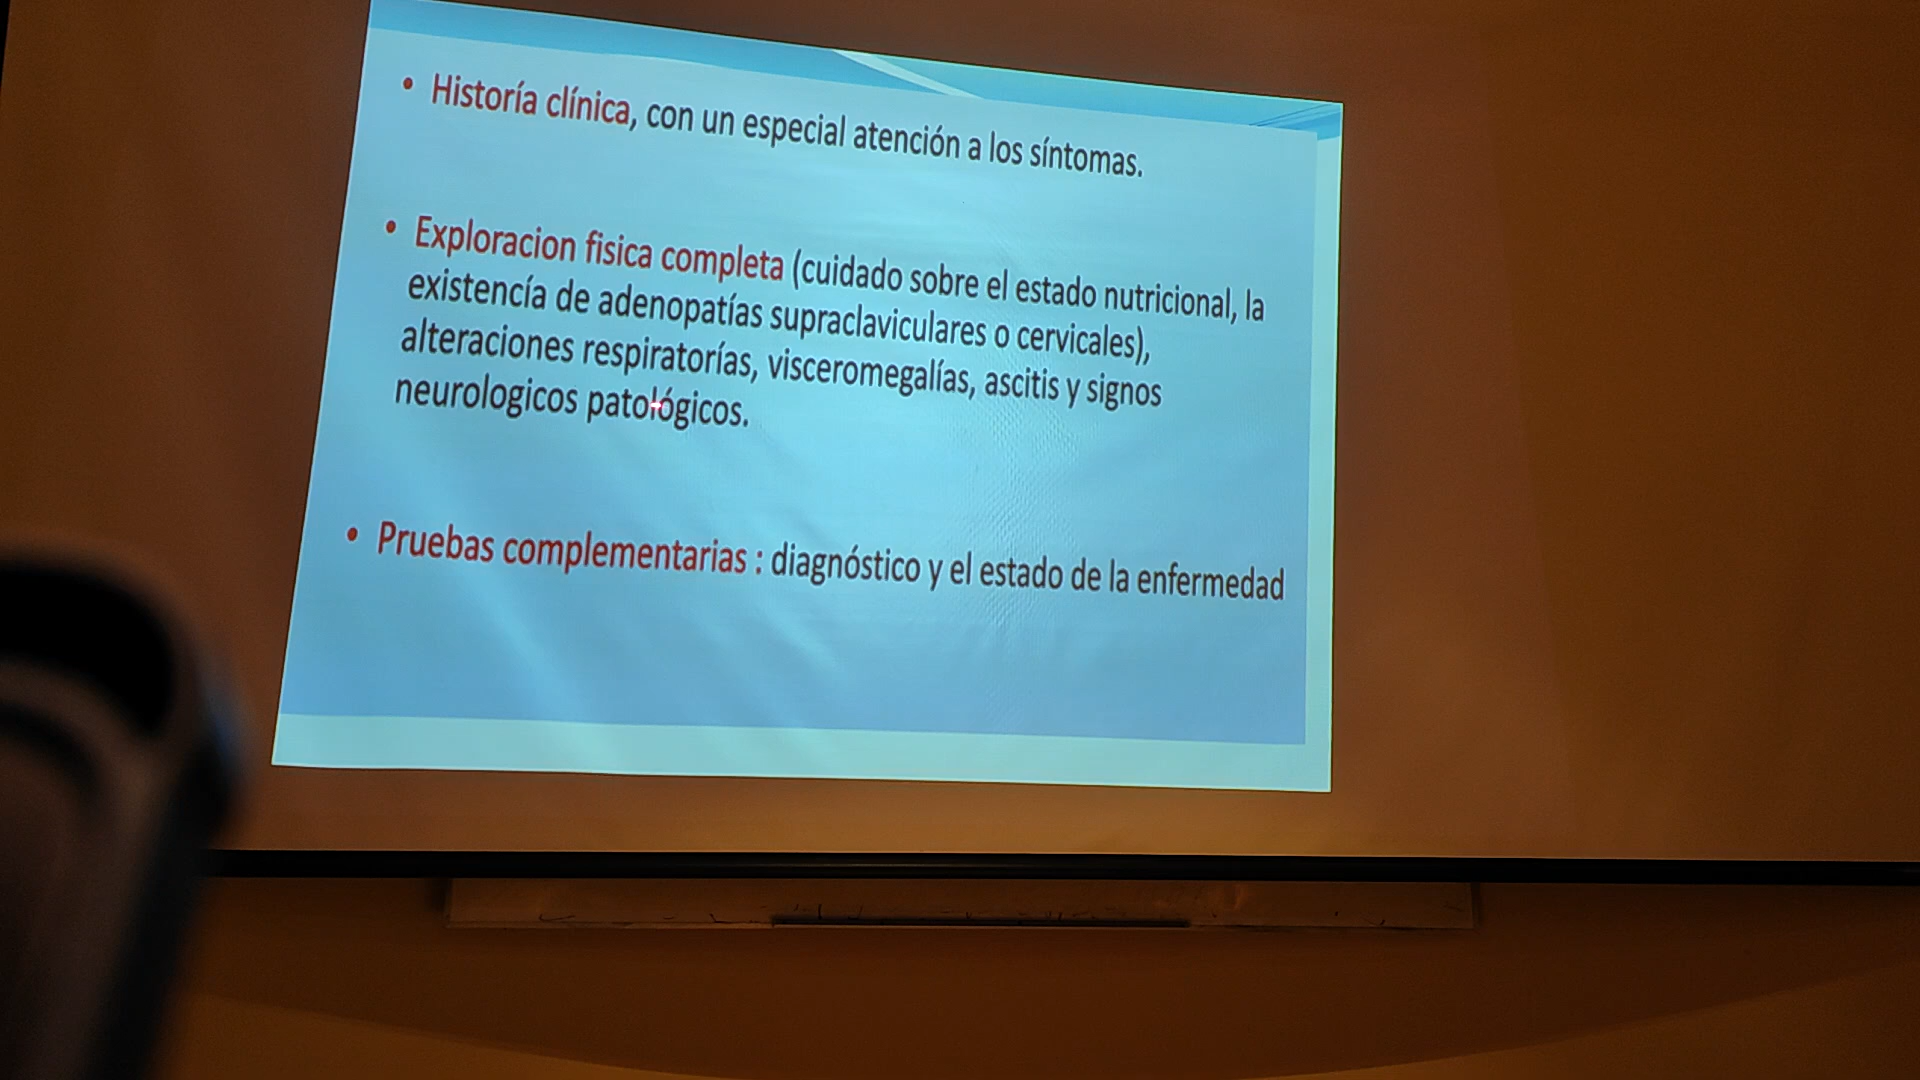 • Historía clínica, con un especial atención a los síntomas.
• Exploracion fisica completa (cuidado sobre el estado nutricional, la
existencía de adenopatías supraclaviculares o cervicales),
alteraciones respiratorías, visceromegalías, ascitis y signos
neurologicos patológicos.
• Pruebas complementarias : diagnóstico y el estado de la enfermedad